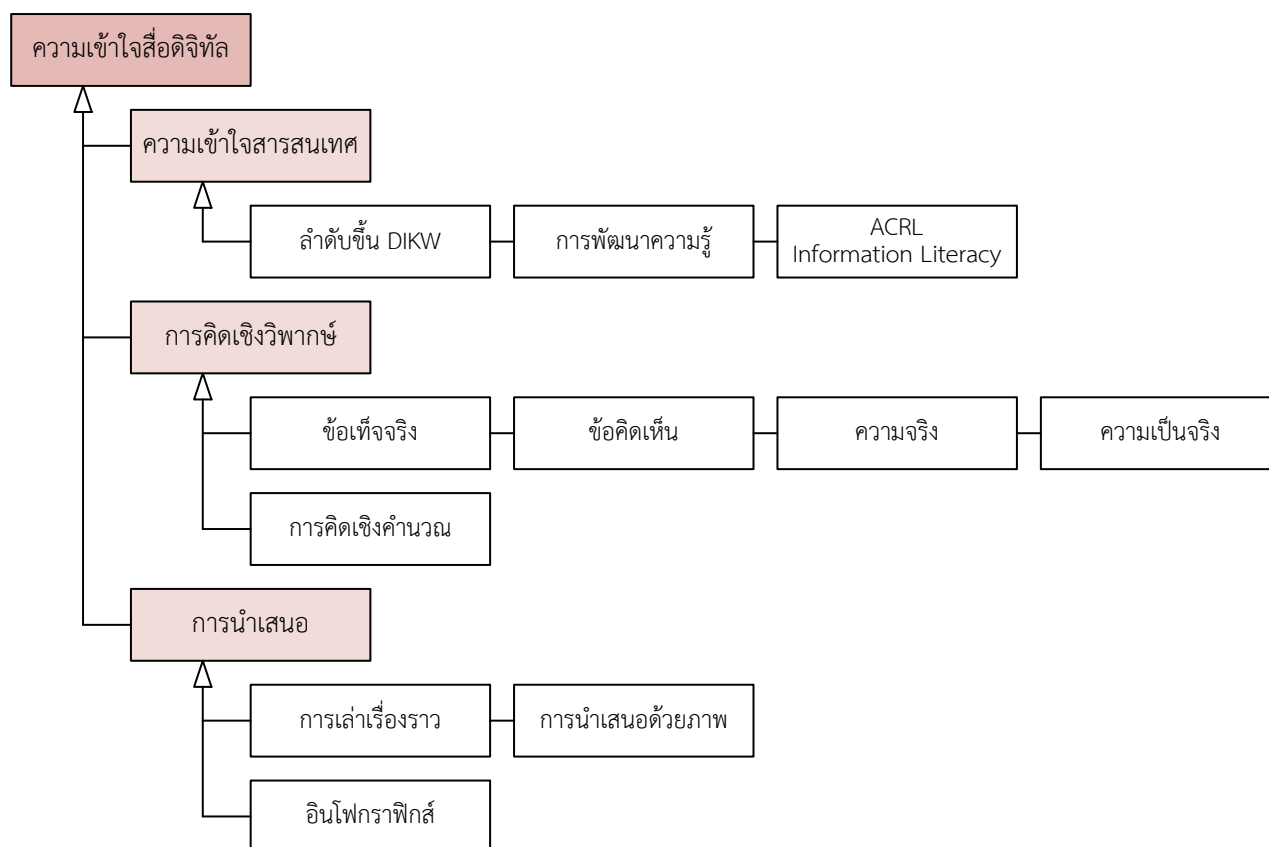 ความเข้าใจสื่อดิจิทัล
ความเข้าใจสารสนเทศ
ลำดับขึ้น DIKW
การพัฒนาความรู้
ACRL
Information Literacy
การคิดเชิงวิพากษ์
ข้อเท็จจริง
ข้อคิดเห็น
ความจริง
ความเป็นจริง
การคิดเชิงคำนวณ
การนำเสนอ
การเล่าเรื่องราว
การนำเสนอด้วยภาพ
อินโฟกราฟิกส์